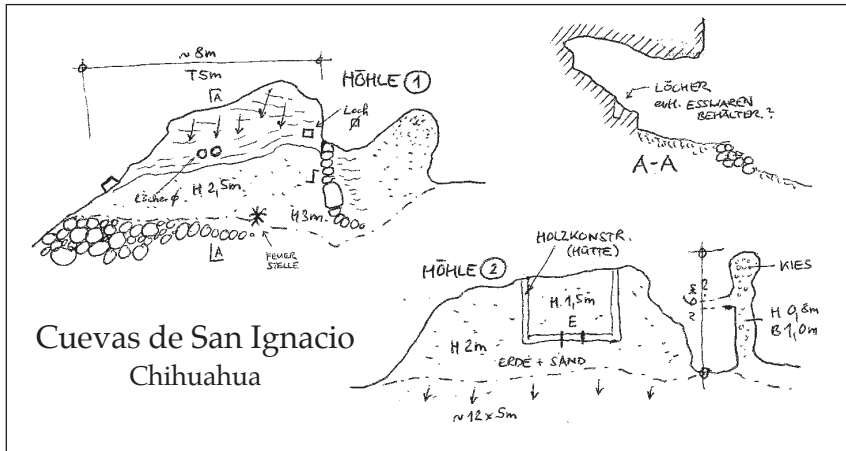 ~8m
T5m
HÖHLE 1
A
Loch
Löcher ϕ
H 2,5m
H 3m
FEUER
STELLE
A
LÖCHER
evtl. ESSWAREN
BEHÄLTER?
A-A
HÖHLE 2
HOLZKONSTR.
(HÜTTE)
H 1,5m
E
H 2m
ERDE + SAND
~12 x 5m
KIES
H 0,8m
B 1,0m
Cuevas de San Ignacio
Chihuahua